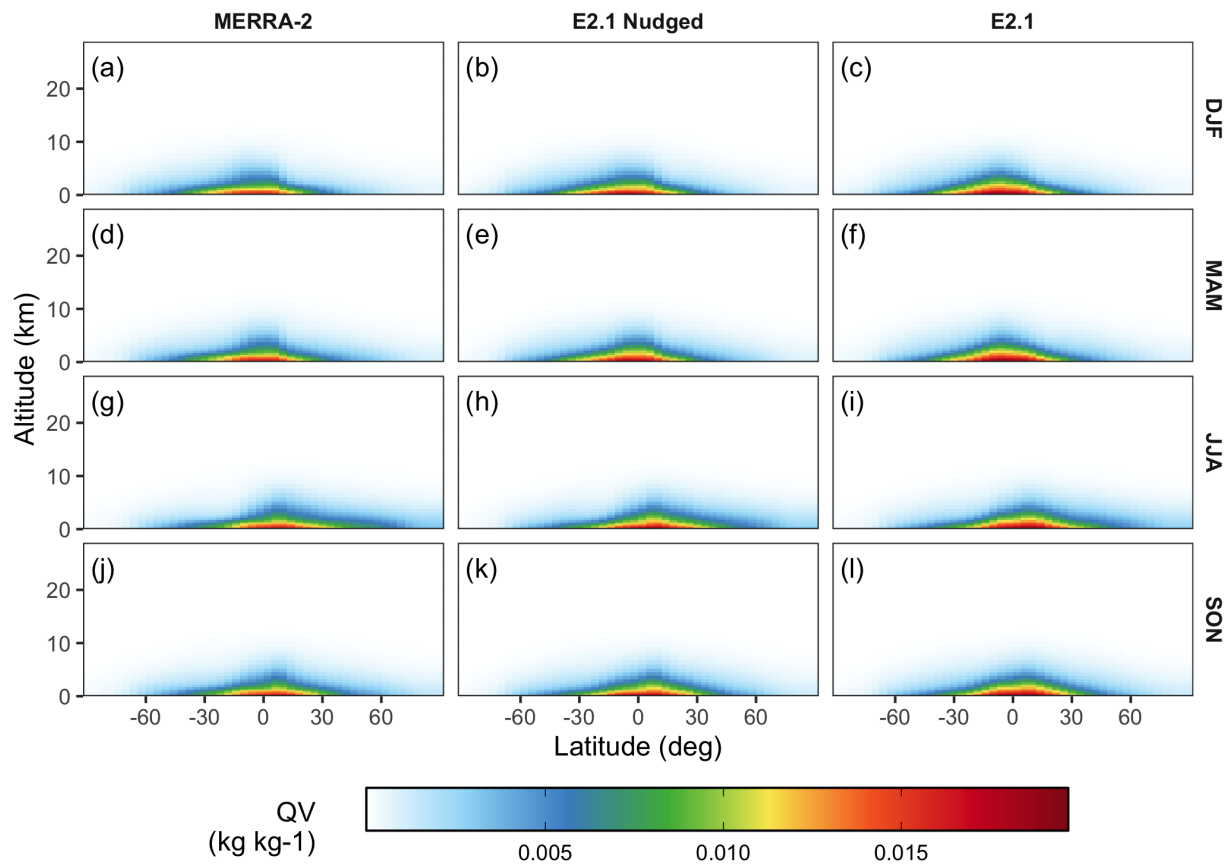 MERRA-2 E2.1 Nudged E2.1
(a) (b) (c) DJF
20
10
0
(d) (e) (f) MAM
20
10
0
Altitude (km)
(g) (h) (i) JJA
20
10
0
(j) (k) (l) SON
20
10
0
-60 -30 0 30 60 -60 -30 0 30 60 -60 -30 0 30 60
Latitude (deg)
QV
(kg kg-1)
0.005 0.010 0.015